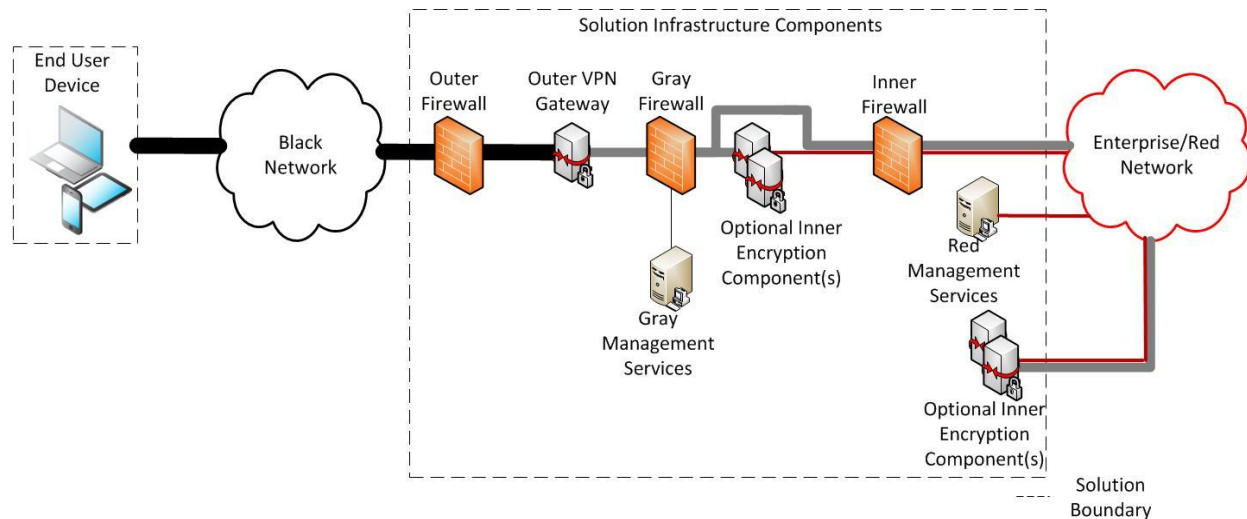 Solution Infrastructure Components
End User
Device
Black
Network
Outer
Firewall
Outer VPN
Gateway
Gray
Firewall
Inner
Firewall
Enterprise/Red
Network
Optional Inner
Encryption
Component(s)
Gray
Management
Services
Red
Management
Services
Optional Inner
Encryption
Component(s)
Solution
Boundary